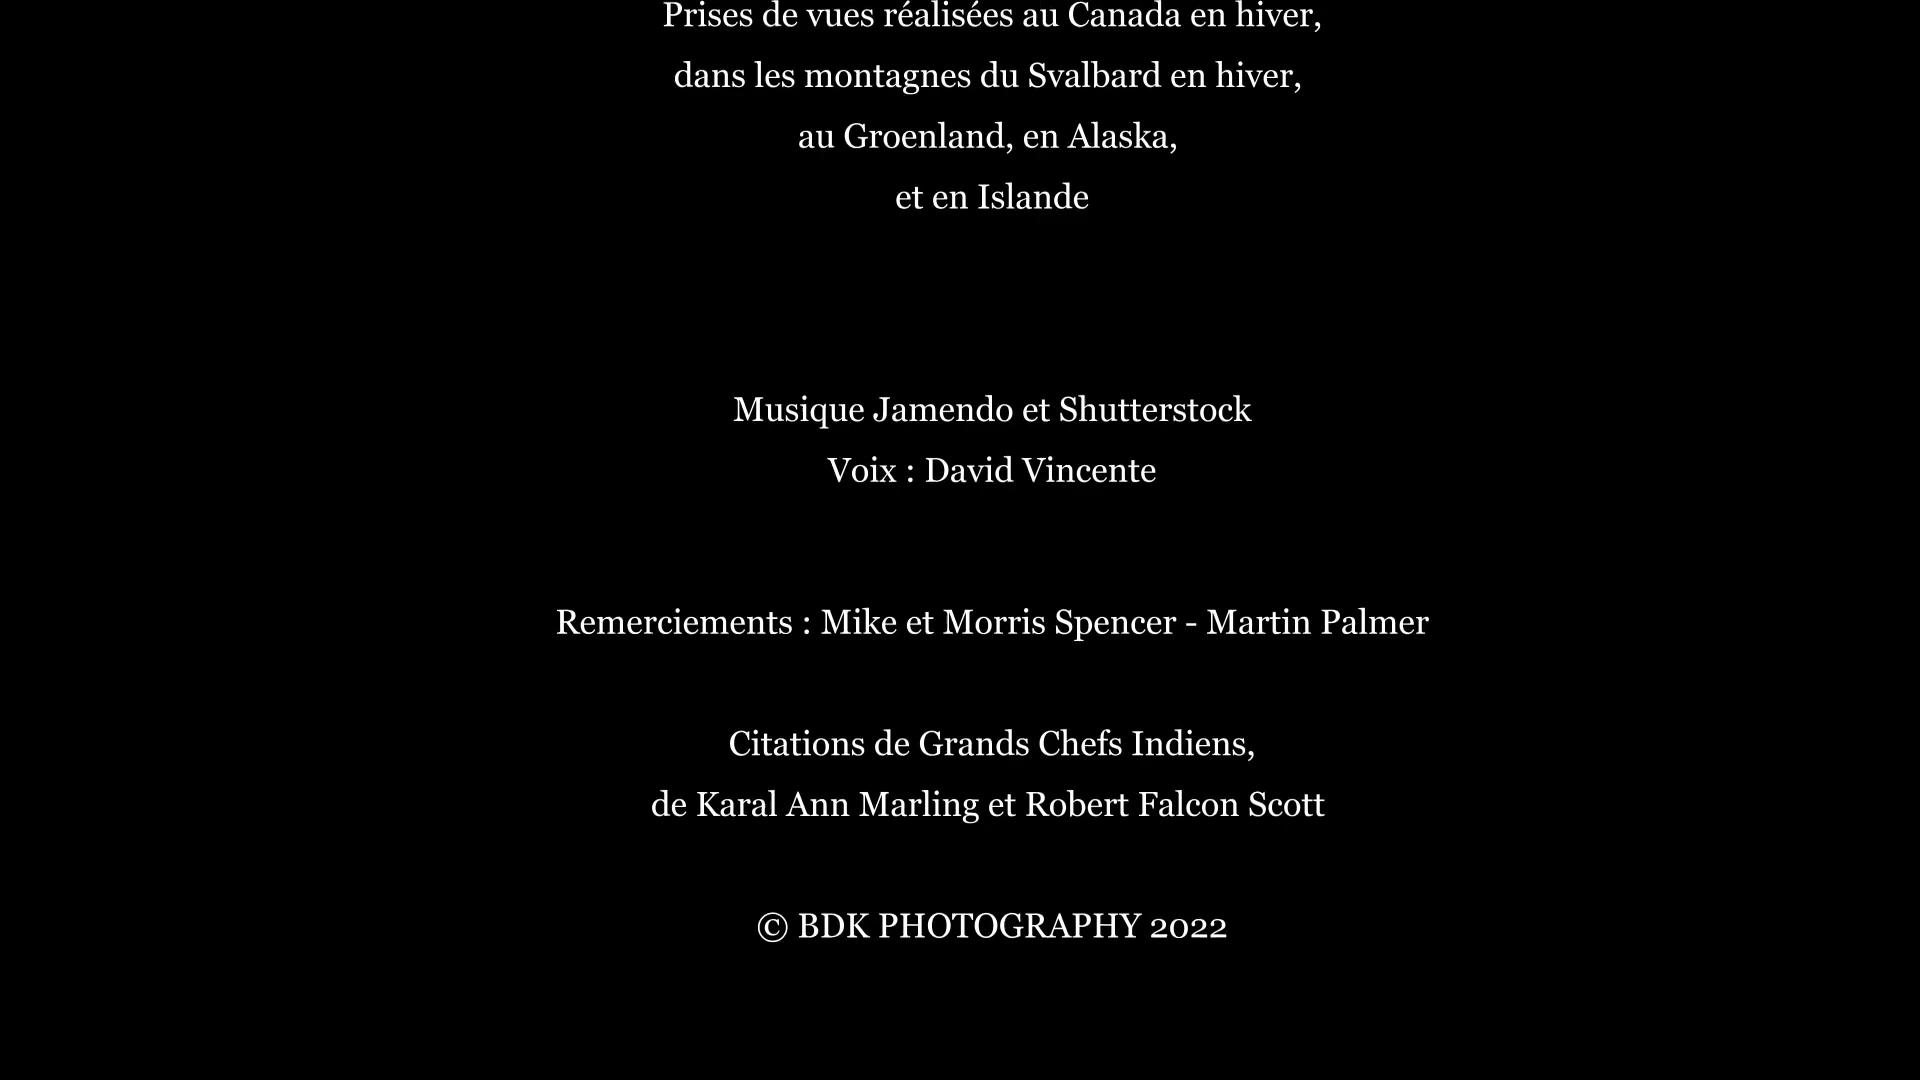 Prises de vues réalisées au Canada en hiver,
dans les montagnes du Svalbard en hiver,
au Groenland, en Alaska,
et en Islande
Musique Jamendo et Shutterstock
Voix : David Vincente
Remerciements : Mike et Morris Spencer - Martin Palmer
Citations de Grands Chefs Indiens,
de Karal Ann Marling et Robert Falcon Scott
© BDK PHOTOGRAPHY 2022